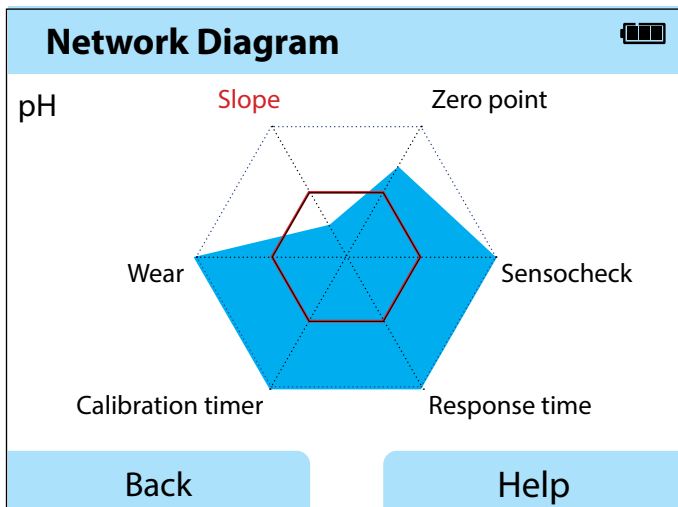 Network Diagram
pH
Slope
Zero point
Wear
Sensocheck
Calibration timer
Response time
Back
Help